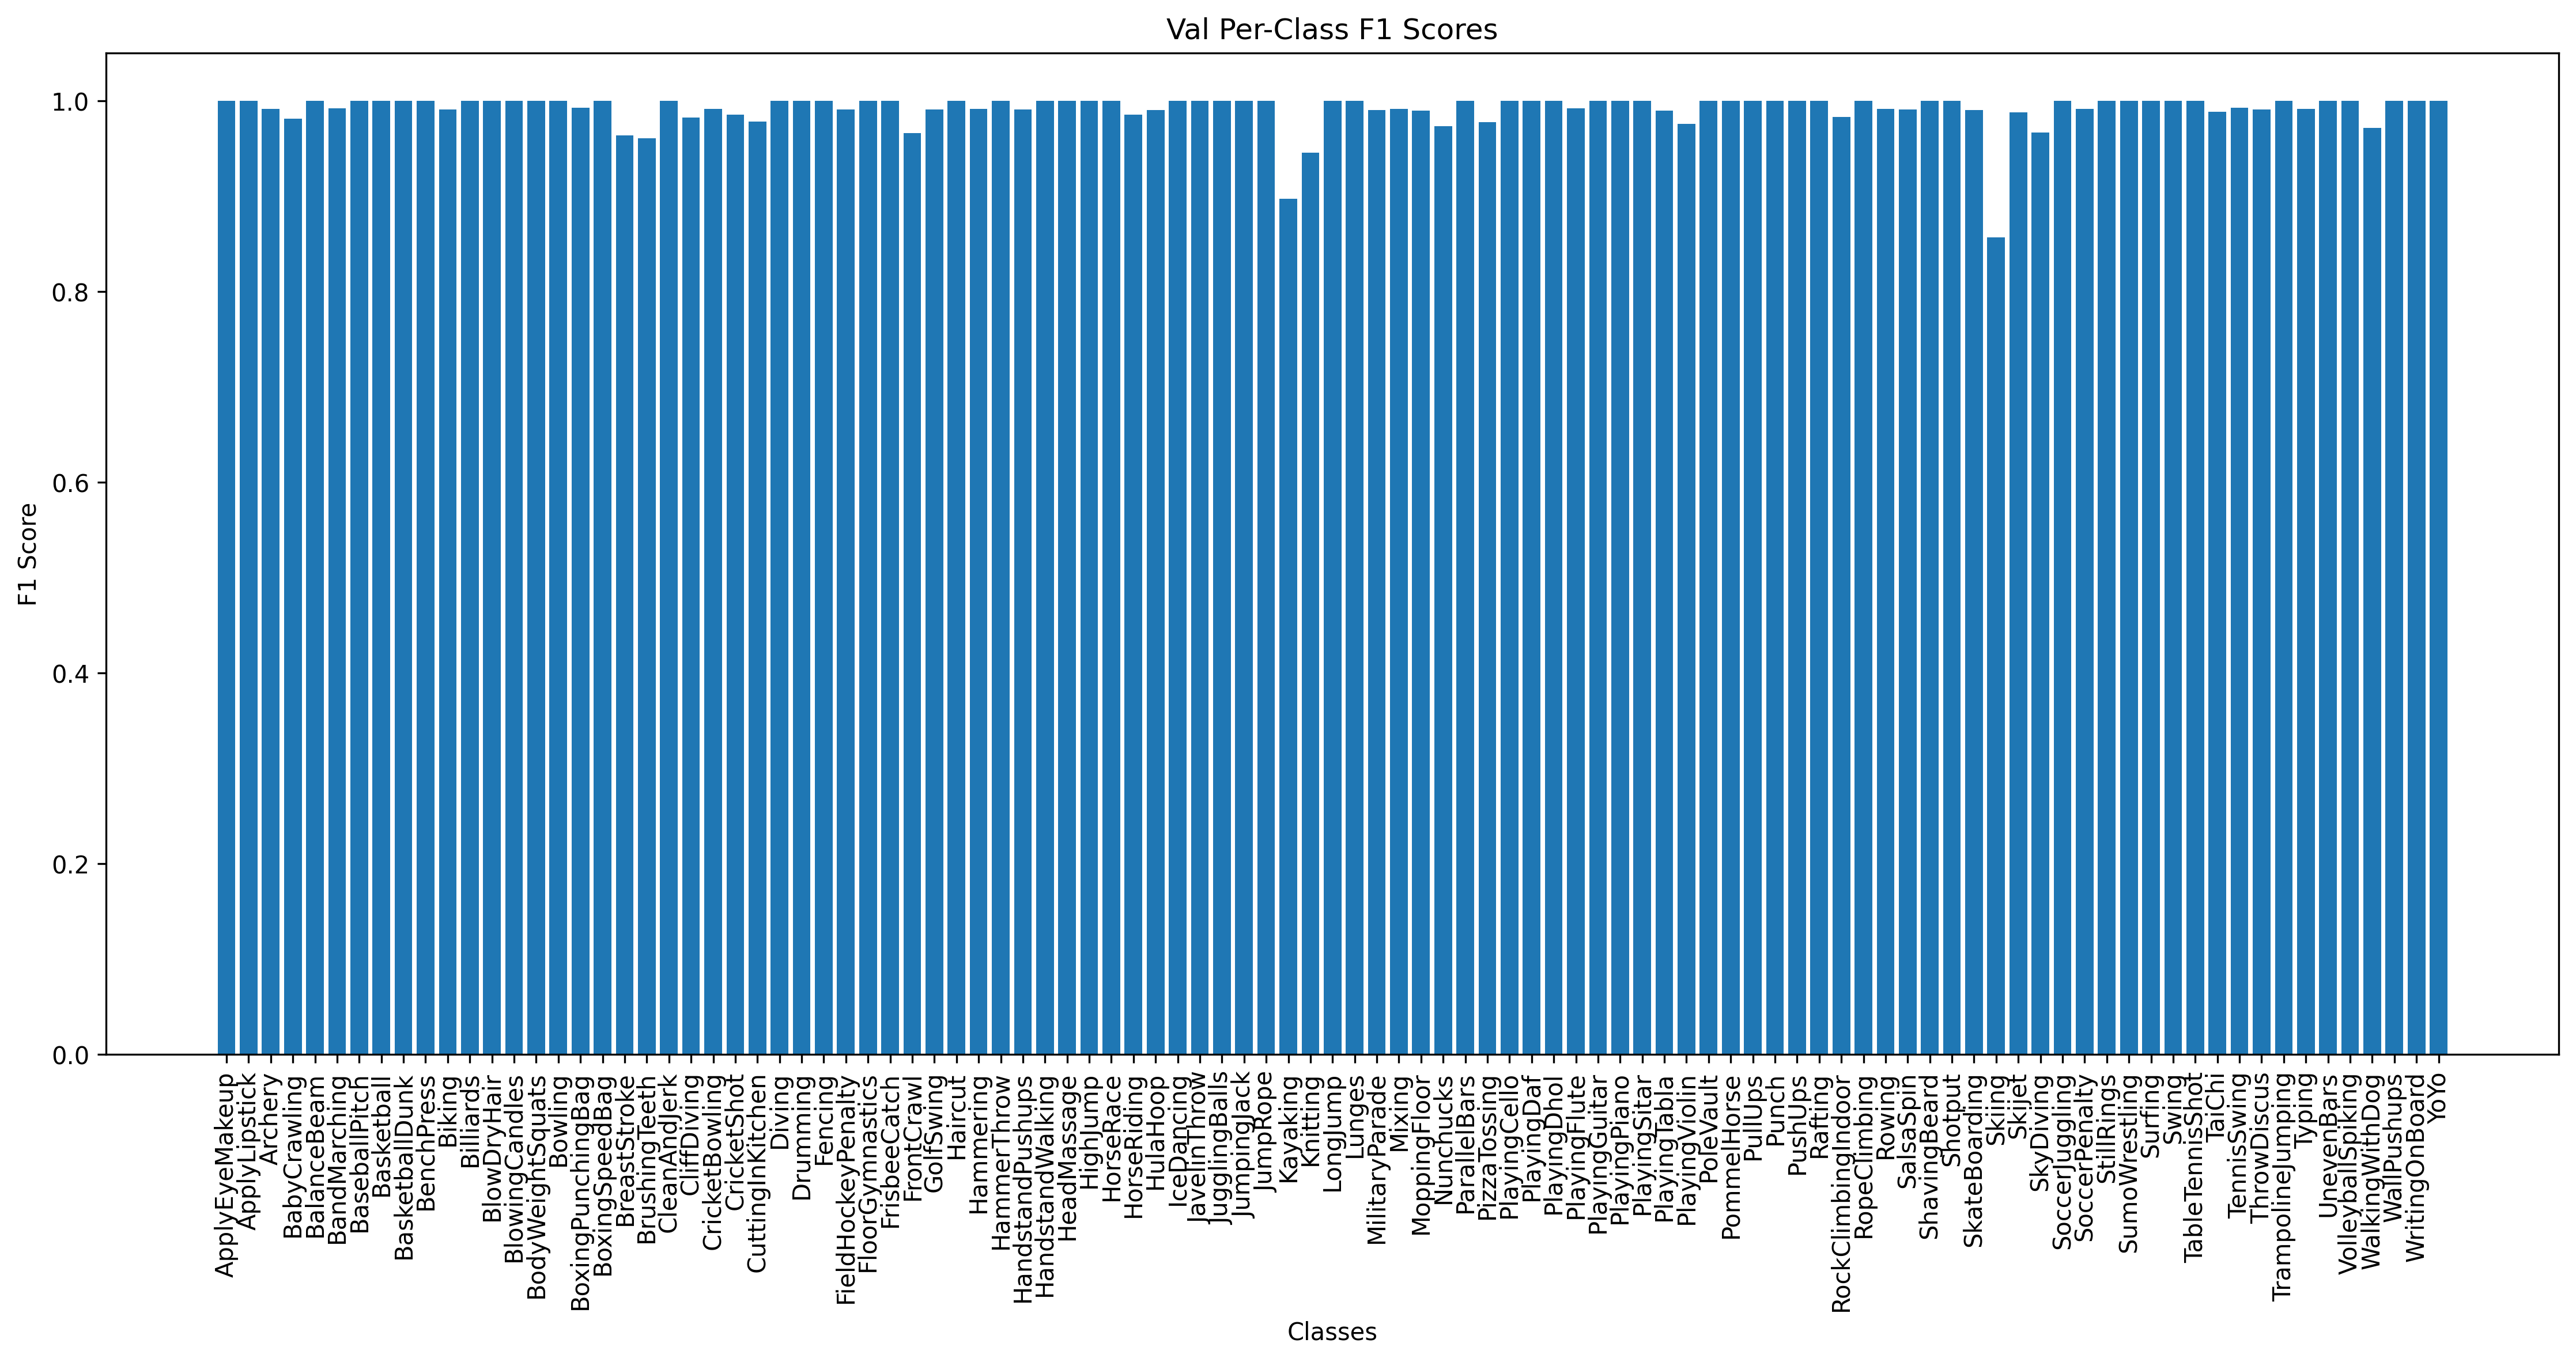 Val Per-Class F1 Scores
F1 Score
1.0
0.8
0.6
0.4
0.2
0.0
ApplyEyeMakeup
ApplyLipstick
Archery
BabyCrawling
BalanceBeam
BandMarching
BaseballPitch
Basketball
BasketballDunk
BenchPress
Biking
Billiards
BlowDryHair
BlowingCandles
BodyWeightSquats
Bowling
BoxingPunchingBag
BoxingSpeedBag
BreastStroke
BrushingTeeth
CleanAndJerk
CliffDiving
CricketBowling
CricketShot
CuttingInKitchen
Diving
Drumming
Fencing
FieldHockeyPenalty
FloorGymnastics
FrisbeeCatch
FrontCrawl
GolfSwing
Haircut
Hammering
HammerThrow
HandstandPushups
HandstandWalking
HeadMassage
HighJump
HorseRace
HorseRiding
HulaHoop
IceDancing
JavelinThrow
JugglingBalls
JumpingJack
JumpRope
Kayaking
Knitting
LongJump
Lunges
MilitaryParade
Mixing
MoppingFloor
Nunchucks
ParallelBars
PizzaTossing
PlayingCello
PlayingDaf
PlayingDhol
PlayingFlute
PlayingGuitar
PlayingPiano
PlayingSitar
PlayingTabla
PlayingViolin
PoleVault
PommelHorse
PullUps
Punch
PushUps
Rafting
RockClimbingIndoor
RopeClimbing
Rowing
SalsaSpin
ShavingBeard
Shotput
SkateBoarding
Skiing
Skijet
SkyDiving
SoccerJuggling
SoccerPenalty
StillRings
SumoWrestling
Surfing
Swing
TableTennisShot
TaiChi
TennisSwing
ThrowDiscus
TrampolineJumping
Typing
UnevenBars
VolleyballSpiking
WalkingWithDog
WallPushups
WritingOnBoard
YoYo
Classes